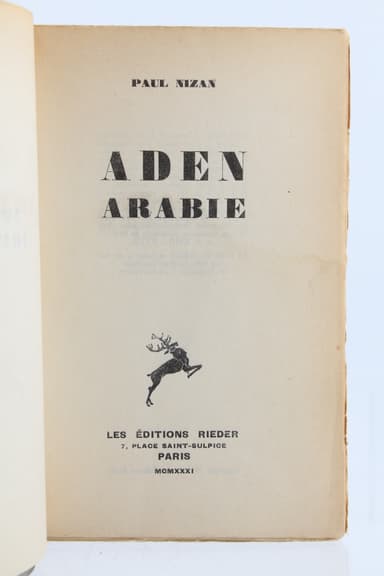 PAUL NIZAN
ADEN
ARABIE
LES ÉDITIONS RIEDER
7, PLACE SAINT-SULPICE
PARIS
MCMXXXI